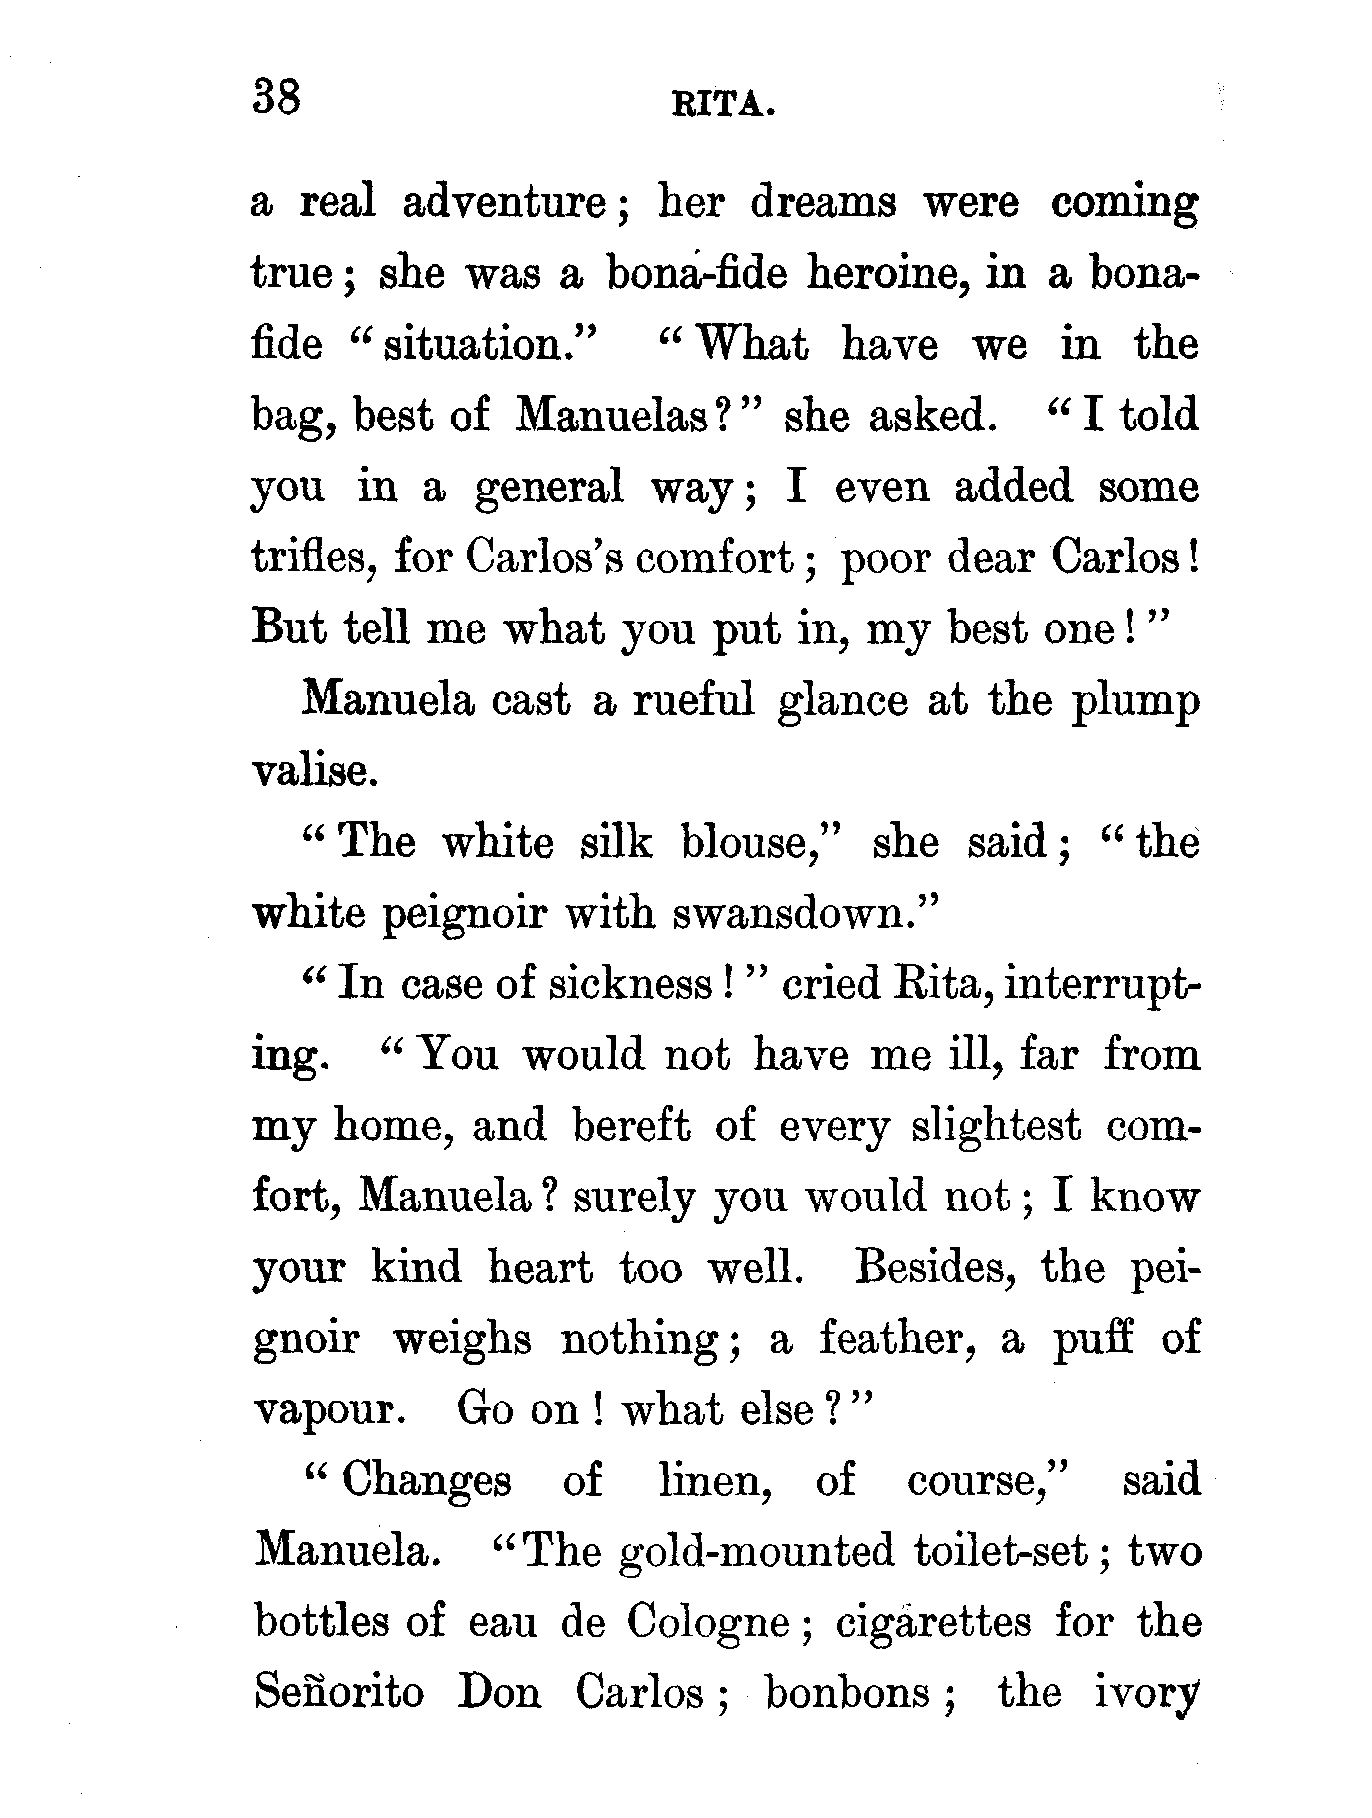 38 RITA.
a real adventure; her dreams were coming
true; she was a bona-fide heroine, in a bona-
fide "situation." "What have we in the
bag, best of Manuelas?" she asked. "I told
you in a general way; I even added some
trifles, for Carlos's comfort; poor dear Carlos!
But tell me what you put in, my best one!"
Manuela cast a rueful glance at the plump
valise.
"The white silk blouse," she said; "the
white peignoir with swansdown."
"In case of sickness!" cried Rita, interrupt-
ing. "You would not have me ill, far from
my home, and bereft of every slightest com-
fort, Manuela? surely you would not; I know
your kind heart too well. Besides, the pei-
gnoir weighs nothing; a feather, a puff of
vapour. Go on! what else?"
"Changes of linen, of course," said
Manuela. "The gold-mounted toilet-set; two
bottles of eau de Cologne; cigarettes for the
Señorito Don Carlos; bonbons; the ivory